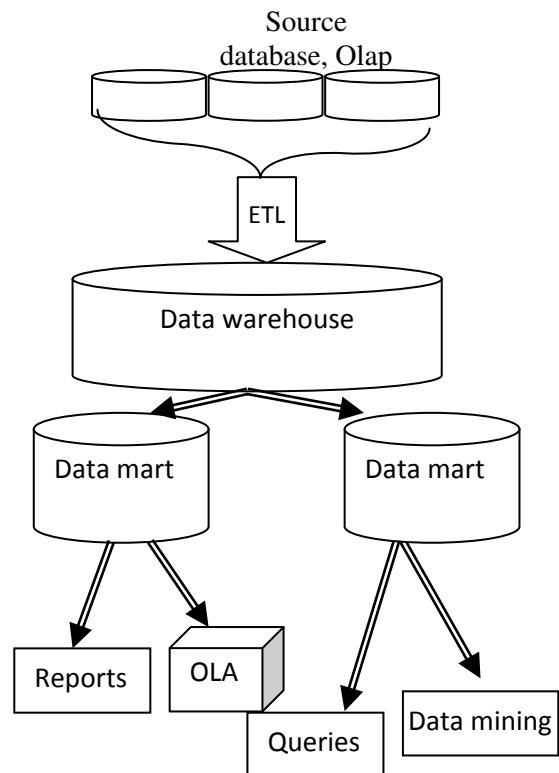 Source
database, Olap
ETL
Data warehouse
Data mart
Data mart
Reports
OLA
Queries
Data mining